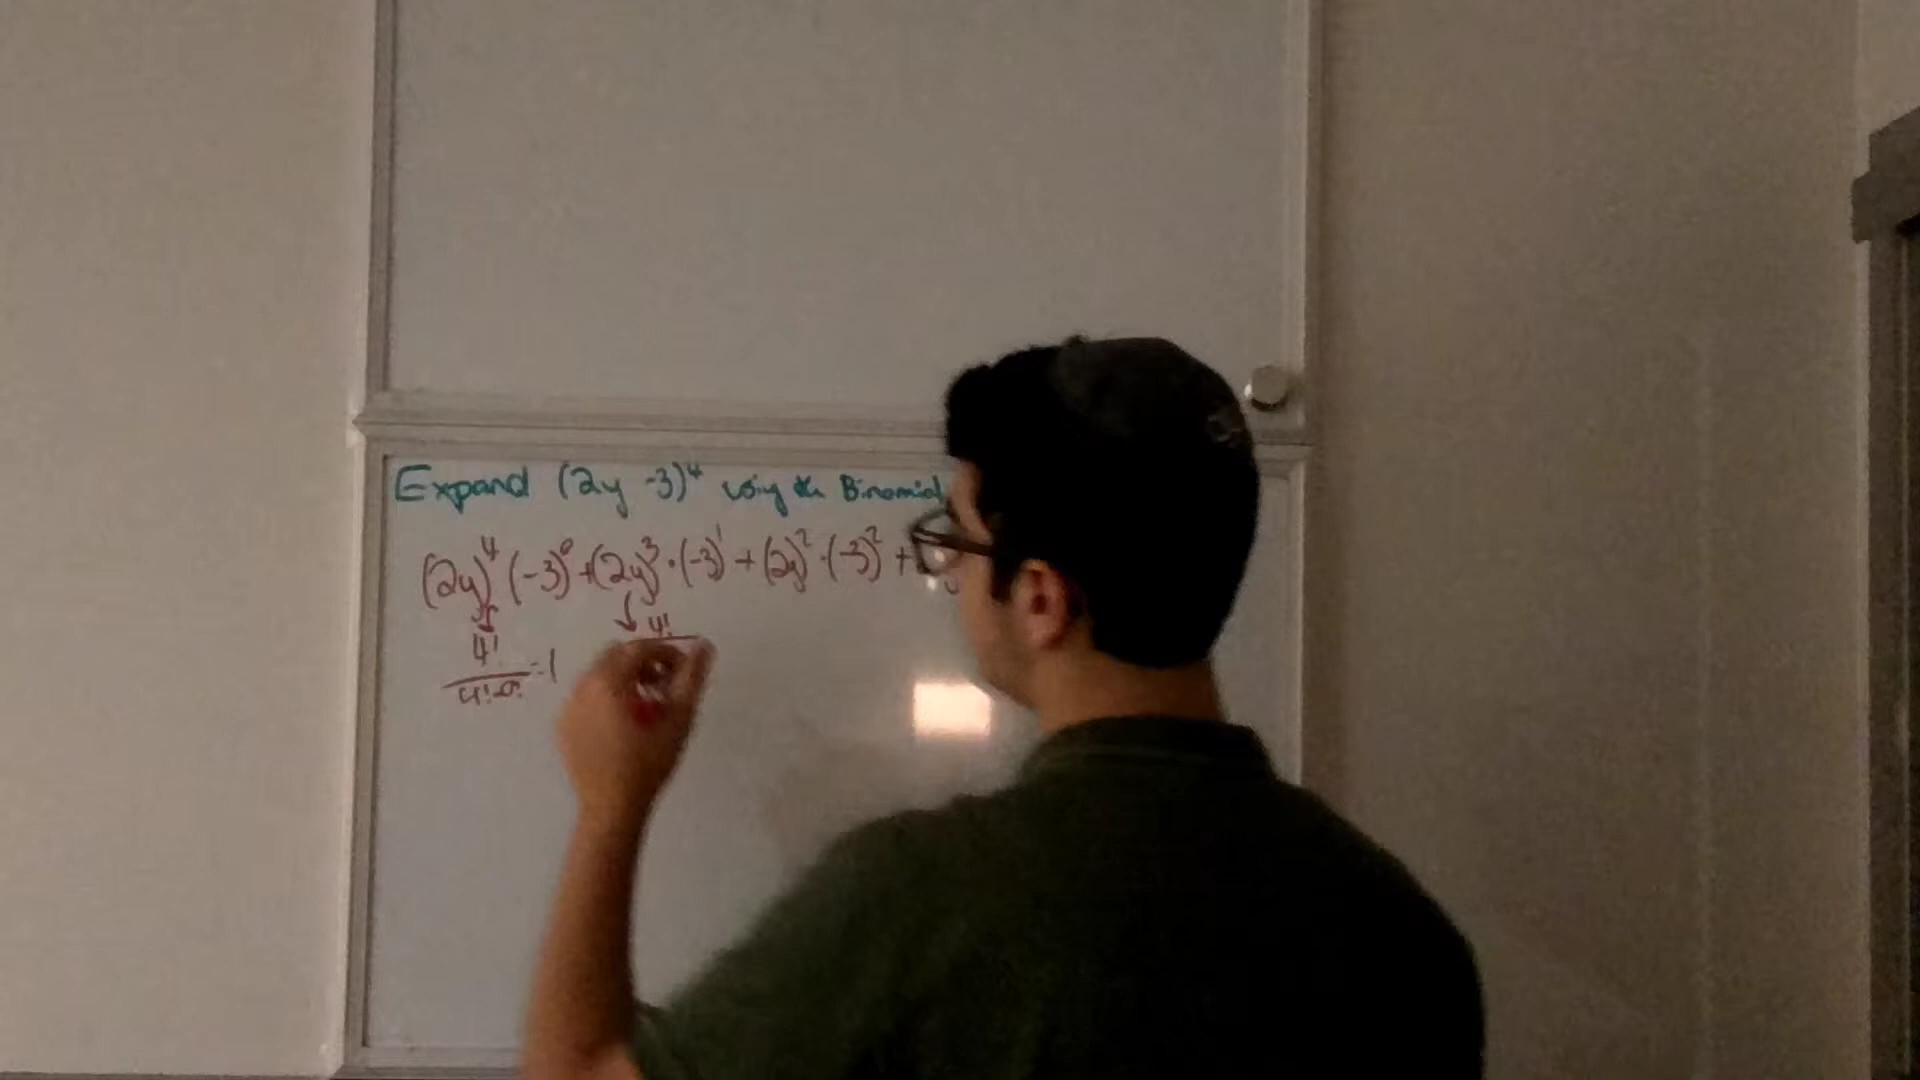 Expand (2y -3)⁴ using the Binomial
(2y)⁴(-3)⁰+(2y)³·(-3)¹+(2y)²·(-3)²+
4! 4!
4!·0! =1